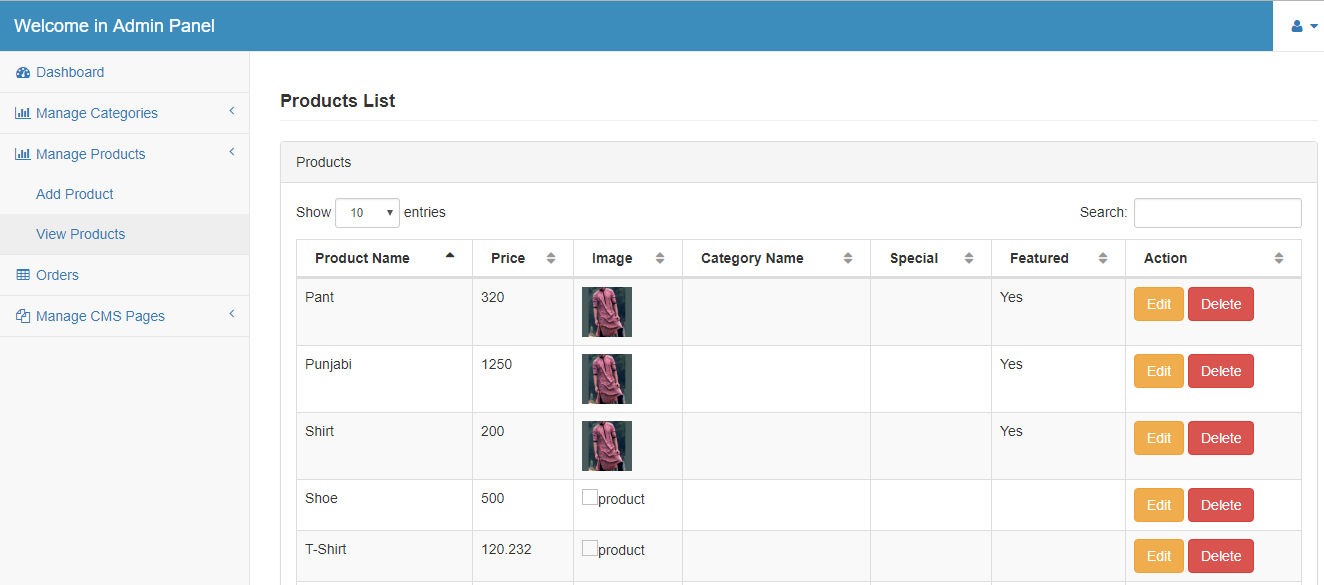 Welcome in Admin Panel
Dashboard
Manage Categories
Manage Products
Add Product
View Products
Orders
Manage CMS Pages
Products List
Products
Show 10 entries
Search:
Product Name Price Image Category Name Special Featured Action
Pant 320 Yes Edit Delete
Punjabi 1250 Yes Edit Delete
Shirt 200 Yes Edit Delete
Shoe 500 product Edit Delete
T-Shirt 120.232 product Edit Delete